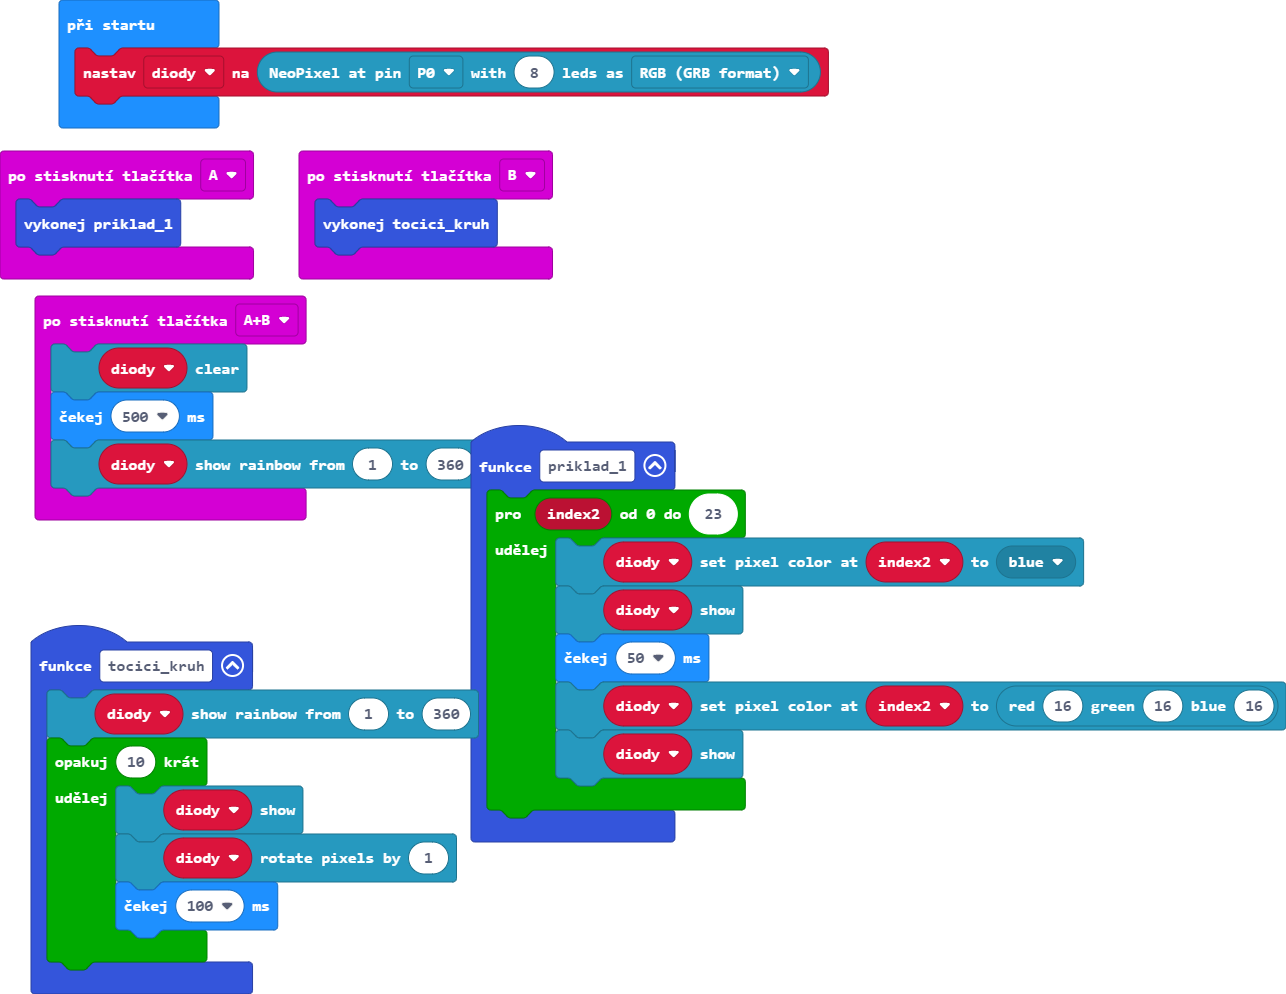 při startu
nastav diody na NeoPixel at pin P0 with 8 leds as RGB (GRB format)
po stisknutí tlačítka A
vykonej priklad_1
po stisknutí tlačítka B
vykonej tocici_kruh
po stisknutí tlačítka A+B
diody clear
čekej 500 ms
diody show rainbow from 1 to 360
funkce priklad_1
pro index2 od 0 do 23
udělej
diody set pixel color at index2 to blue
diody show
čekej 50 ms
diody set pixel color at index2 to red 16 green 16 blue 16
diody show
funkce tocici_kruh
diody show rainbow from 1 to 360
opakuj 10 krát
udělej
diody show
diody rotate pixels by 1
čekej 100 ms